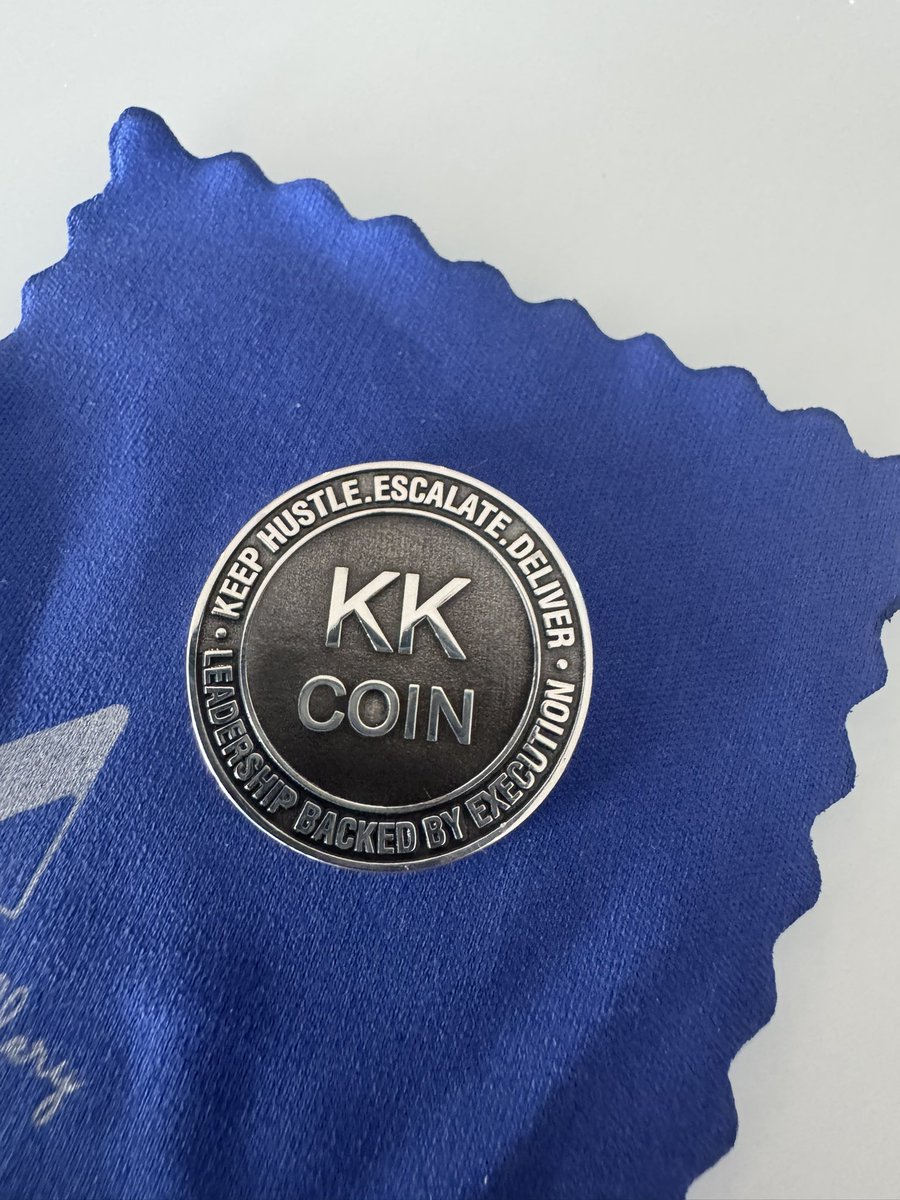 • KEEP HUSTLE.ESCALATE.DELIVER •
KK
COIN
LEADERSHIP BACKED BY EXECUTION